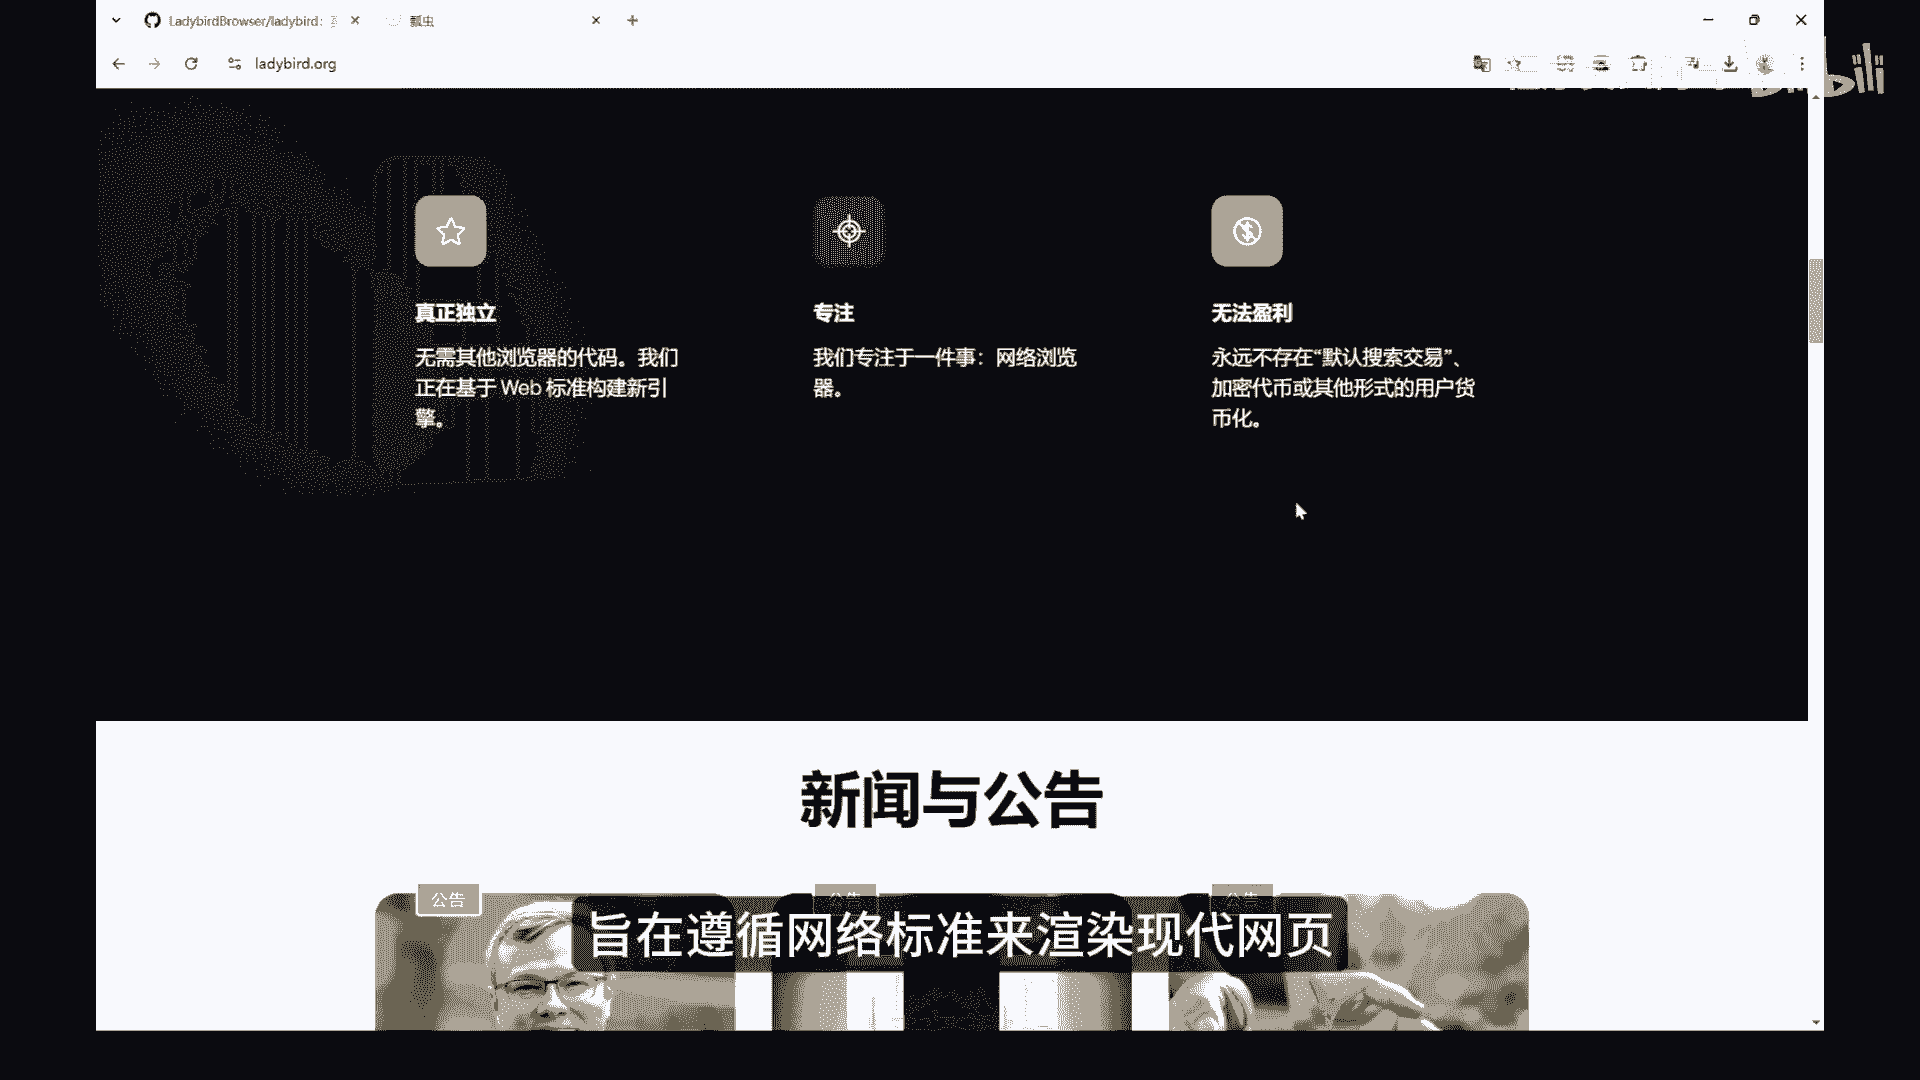 LadybirdBrowser/ladybird:
瓢虫
ladybird.org
bilibili
真正独立
无需其他浏览器的代码。我们
正在基于 Web 标准构建新引
擎。
专注
我们专注于一件事：网络浏览
器。
无法盈利
永远不存在“默认搜索交易”、
加密代币或其他形式的用户货
币化。
新闻与公告
公告
公告
公告
旨在遵循网络标准来渲染现代网页